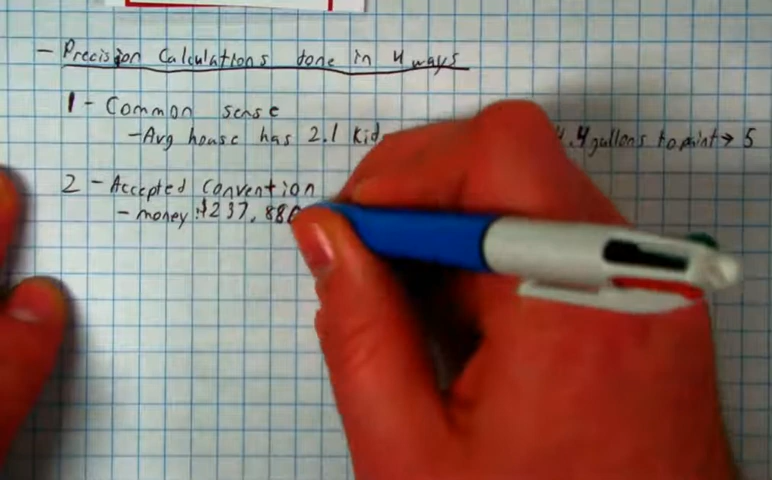 - Precision Calculations done in 4 ways
1 - Common sense
- Avg house has 2.1 kid 4.4 gallons to paint → 5
2 - Accepted convention
- money : $237.88